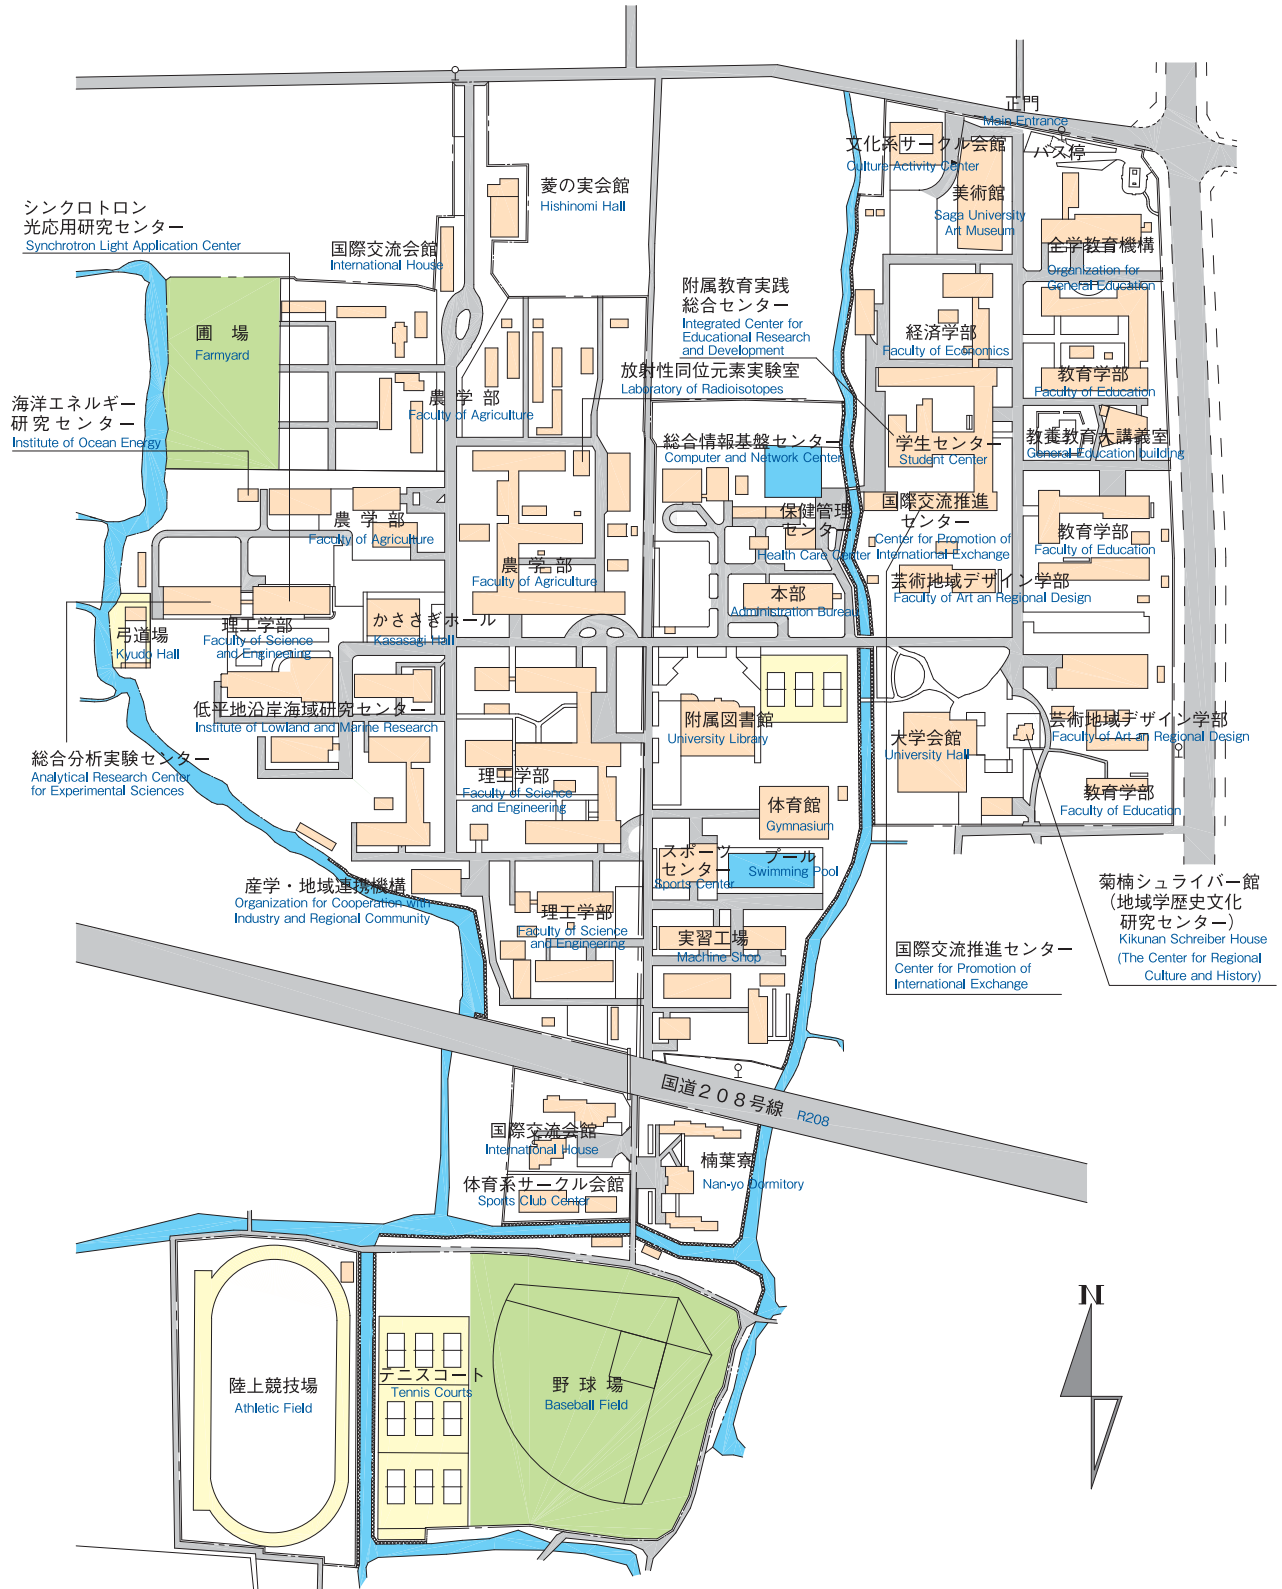 正門
Main Entrance
バス停
文化系サークル会館
Culture Activity Center
美術館
Saga University
Art Museum
菱の実会館
Hishinomi Hall
シンクロトロン
光応用研究センター
Synchrotron Light Application Center
国際交流会館
International House
全学教育機構
Organization for
General Education
附属教育実践
総合センター
Integrated Center for
Educational Research
and Development
圃 場
Farmyard
経済学部
Faculty of Economics
放射性同位元素実験室
Laboratory of Radioisotopes
教育学部
Faculty of Education
農 学 部
Faculty of Agriculture
海洋エネルギー
研究センター
Institute of Ocean Energy
総合情報基盤センター
Computer and Network Center
学生センター
Student Center
教養教育大講義室
General Education building
農 学 部
Faculty of Agriculture
保健管理
センター
Health Care Center
国際交流推進
センター
Center for Promotion of
International Exchange
教育学部
Faculty of Education
農 学 部
Faculty of Agriculture
芸術地域デザイン学部
Faculty of Art an Regional Design
本部
Administration Bureau
弓道場
Kyudo Hall
理工学部
Faculty of Science
and Engineering
かささぎホール
Kasasagi Hall
低平地沿岸海域研究センター
Institute of Lowland and Marine Research
附属図書館
University Library
大学会館
University Hall
芸術地域デザイン学部
Faculty of Art an Regional Design
総合分析実験センター
Analytical Research Center
for Experimental Sciences
理工学部
Faculty of Science
and Engineering
体育館
Gymnasium
教育学部
Faculty of Education
スポーツ
センター
Sports Center
プール
Swimming Pool
産学・地域連携機構
Organization for Cooperation with
Industry and Regional Community
理工学部
Faculty of Science
and Engineering
実習工場
Machine Shop
菊楠シュライバー館
（地域学歴史文化
研究センター）
Kikunan Schreiber House
(The Center for Regional
Culture and History)
国際交流推進センター
Center for Promotion of
International Exchange
国道２０８号線 R208
国際交流会館
International House
楠葉寮
Nan-yo Dormitory
体育系サークル会館
Sports Club Center
N
陸上競技場
Athletic Field
テニスコート
Tennis Courts
野 球 場
Baseball Field